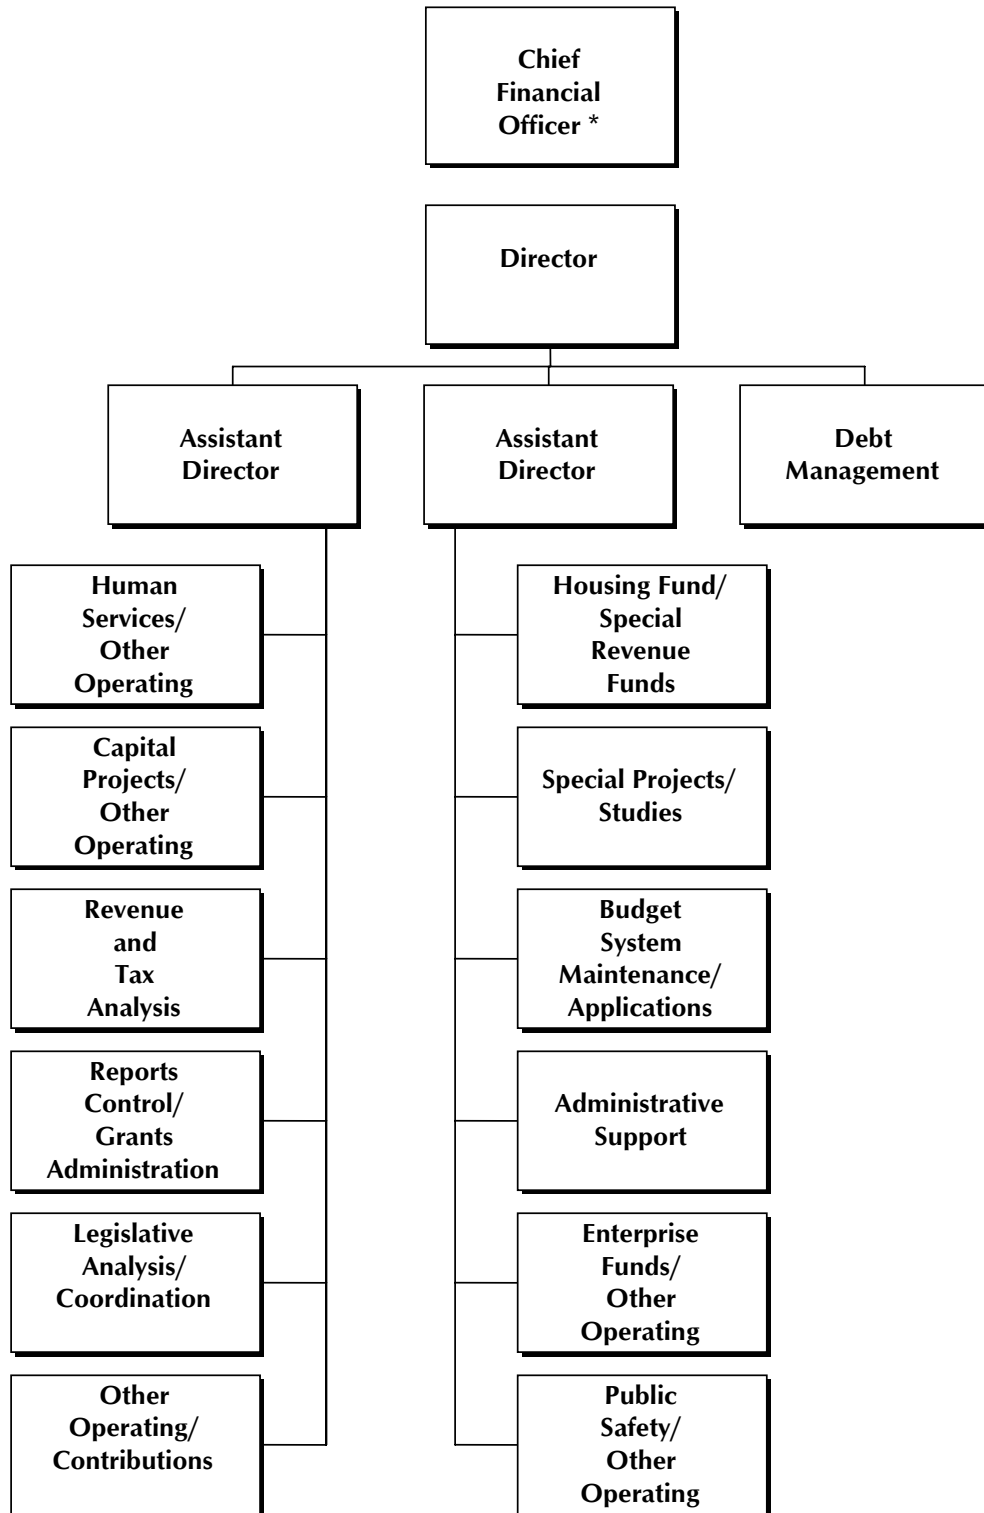 Chief
Financial
Officer *
Director
Assistant
Director
Assistant
Director
Debt
Management
Human
Services/
Other
Operating
Capital
Projects/
Other
Operating
Revenue
and
Tax
Analysis
Reports
Control/
Grants
Administration
Legislative
Analysis/
Coordination
Other
Operating/
Contributions
Housing Fund/
Special
Revenue
Funds
Special Projects/
Studies
Budget
System
Maintenance/
Applications
Administrative
Support
Enterprise
Funds/
Other
Operating
Public
Safety/
Other
Operating